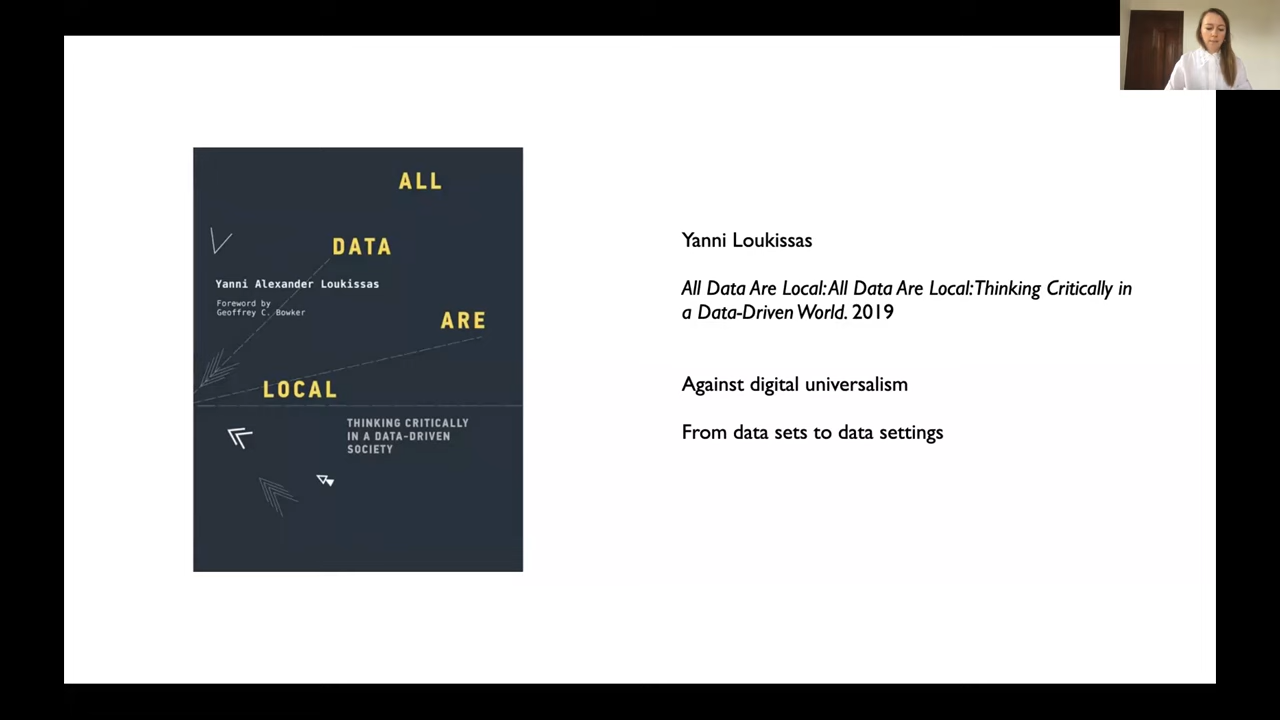 ALL
DATA
Yanni Alexander Loukissas
Foreword by
Geoffrey C. Bowker
ARE
LOCAL
THINKING CRITICALLY
IN A DATA-DRIVEN
SOCIETY
Yanni Loukissas
All Data Are Local: All Data Are Local: Thinking Critically in
a Data-Driven World. 2019
Against digital universalism
From data sets to data settings